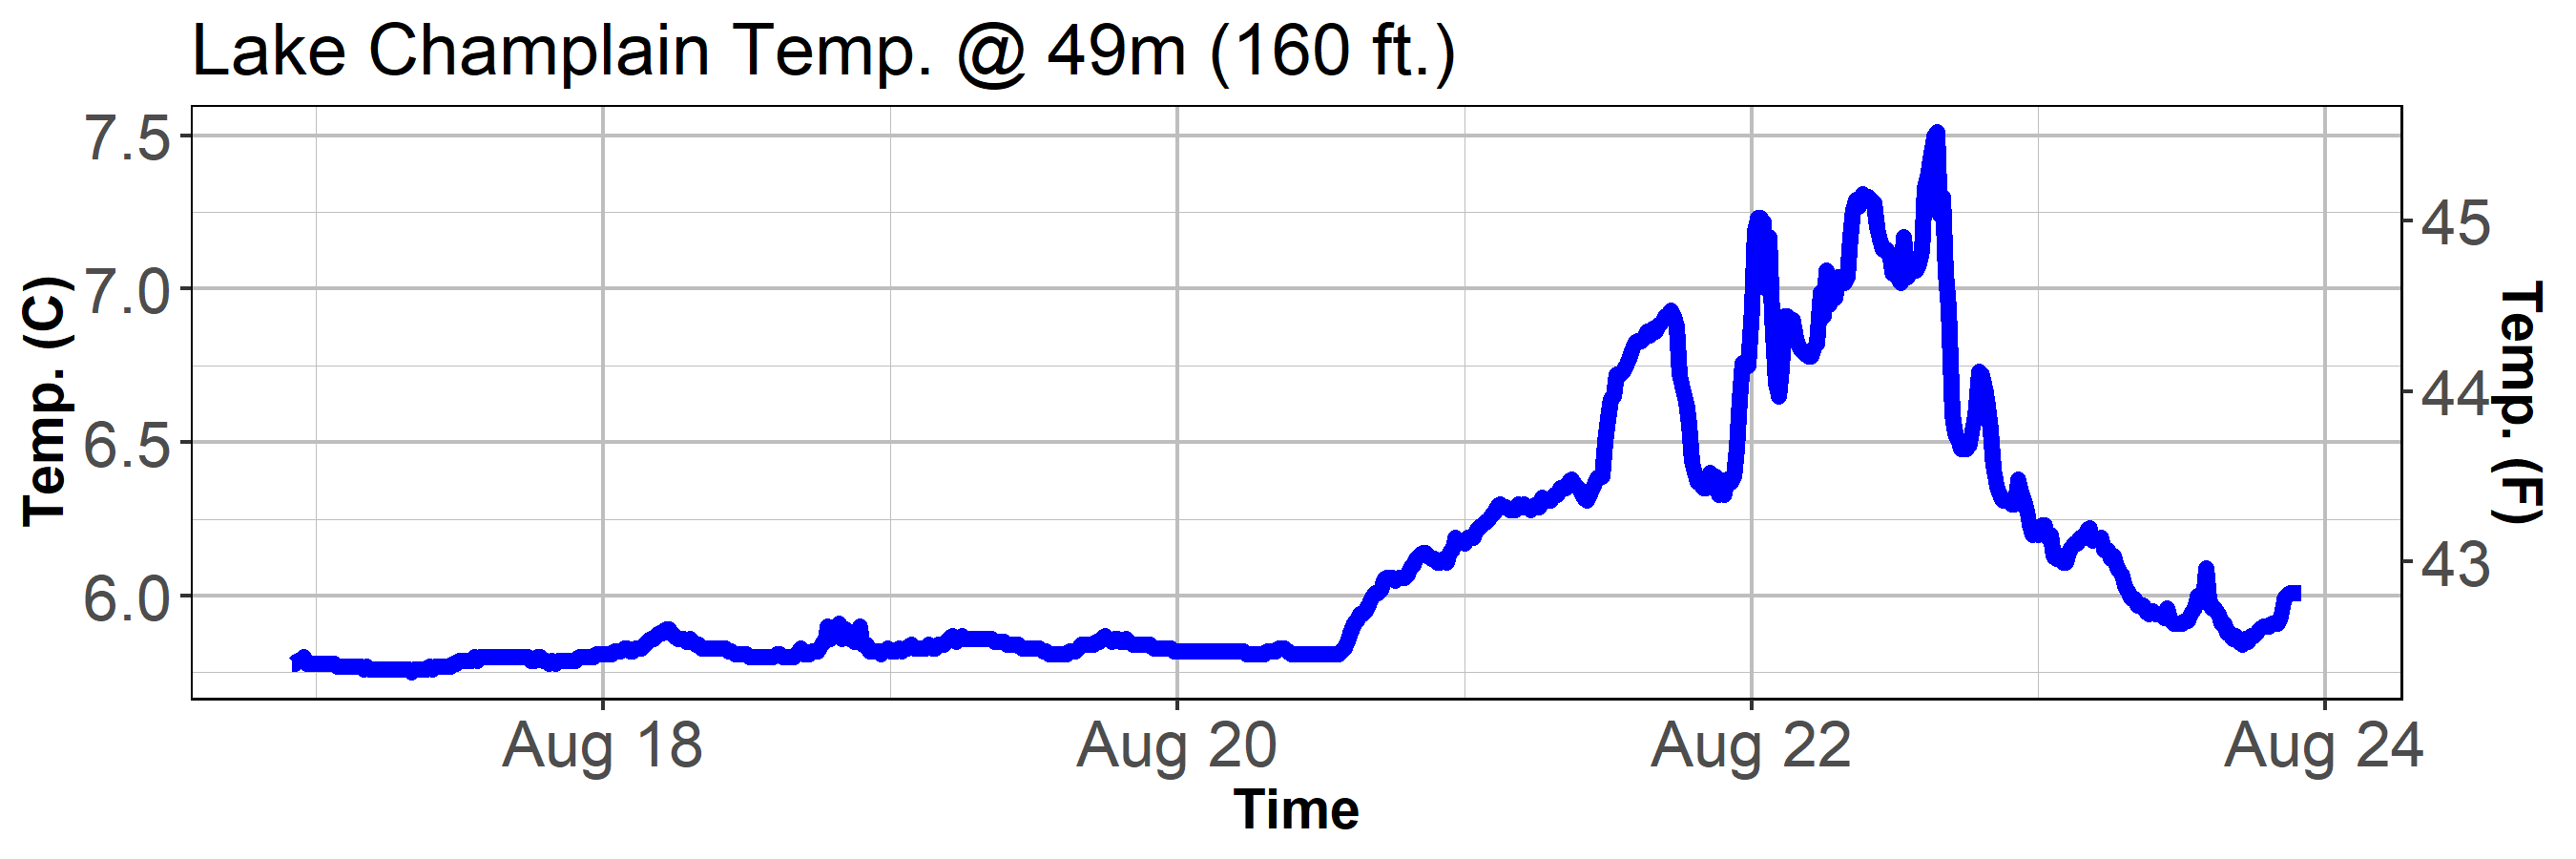 Lake Champlain Temp. @ 49m (160 ft.)
7.5
7.0
6.5
6.0
Temp. (C)
45
44
43
Temp. (F)
Aug 18 Aug 20 Aug 22 Aug 24
Time